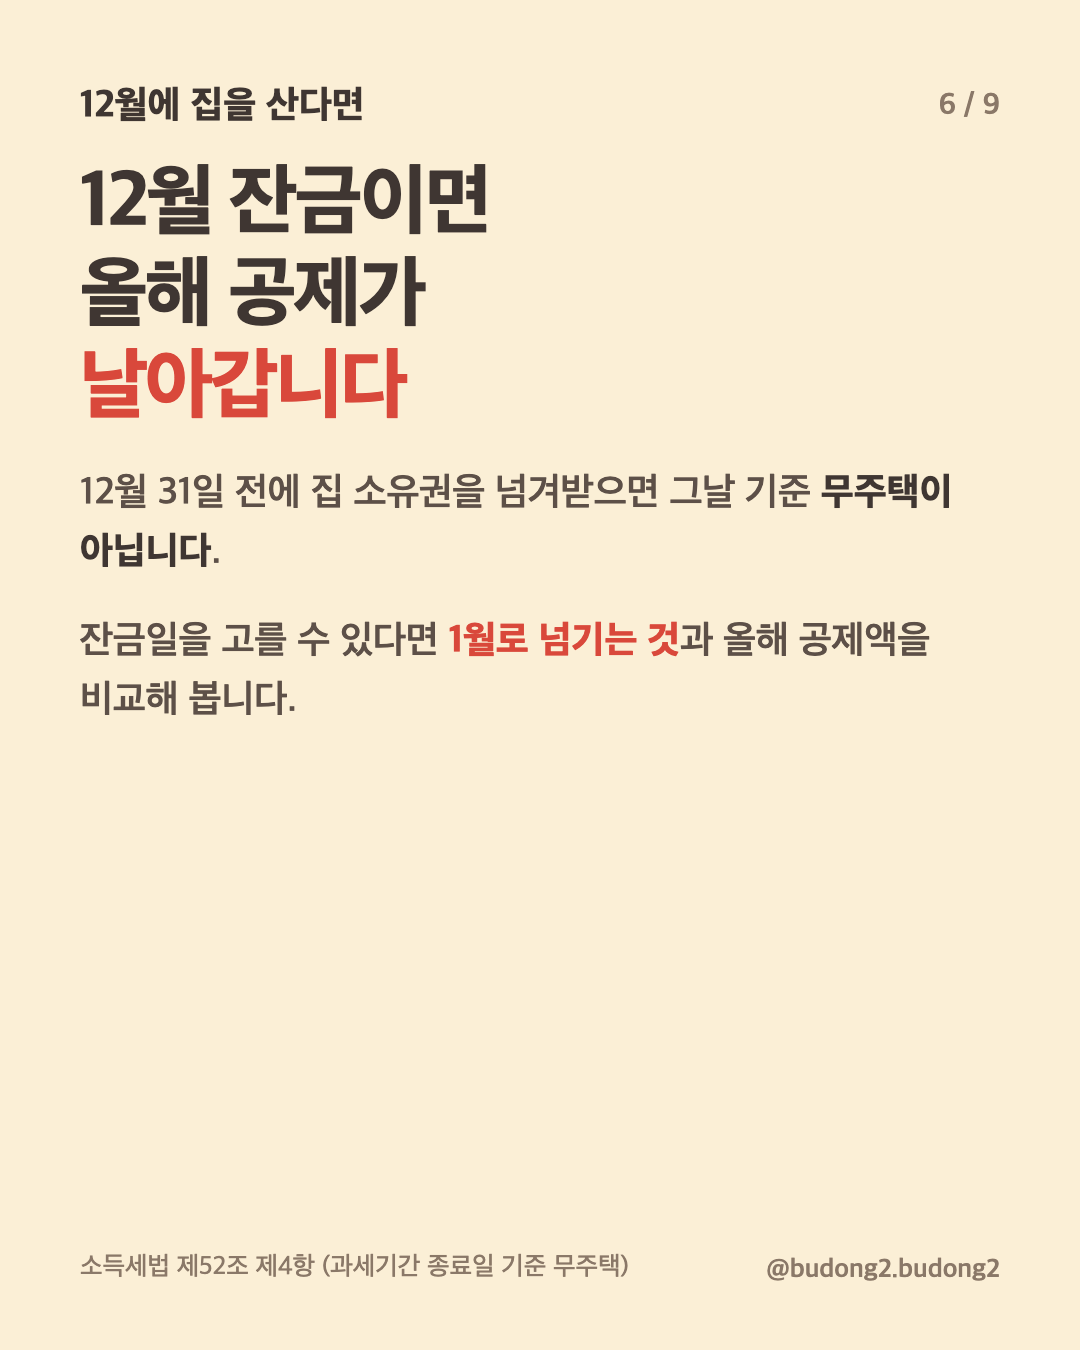 12월에 집을 산다면
6 / 9
12월 잔금이면
올해 공제가
날아갑니다
12월 31일 전에 집 소유권을 넘겨받으면 그날 기준 무주택이
아닙니다.
잔금일을 고를 수 있다면 1월로 넘기는 것과 올해 공제액을
비교해 봅니다.
소득세법 제52조 제4항 (과세기간 종료일 기준 무주택)
@budong2.budong2